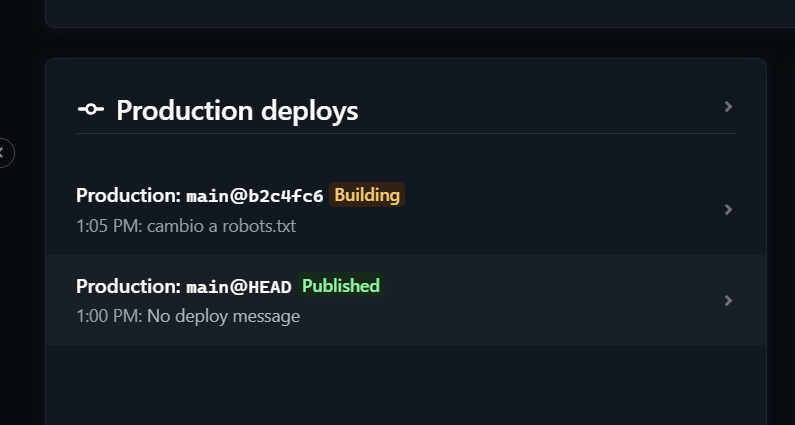 Production deploys
Production: main@b2c4fc6 Building
1:05 PM: cambio a robots.txt
Production: main@HEAD Published
1:00 PM: No deploy message